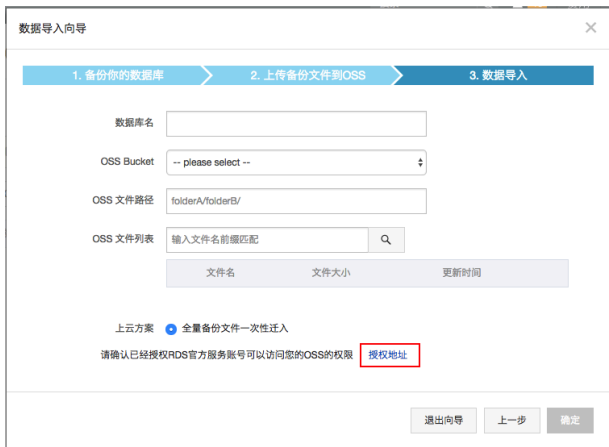 数据导入向导
1. 备份你的数据库
2. 上传备份文件到OSS
3. 数据导入
数据库名
OSS Bucket
-- please select --
OSS 文件路径
folderA/folderB/
OSS 文件列表
输入文件名前缀匹配
文件名 文件大小 更新时间
上云方案 全量备份文件一次性迁入
请确认已经授权RDS官方服务账号可以访问您的OSS的权限 授权地址
退出向导 上一步 确定